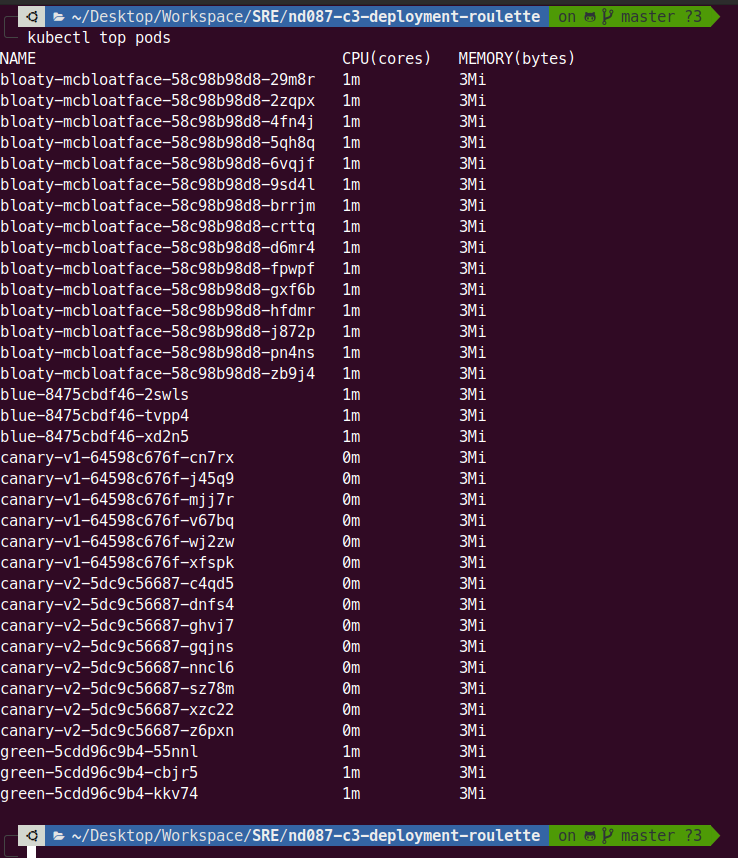 ~/Desktop/Workspace/SRE/nd087-c3-deployment-roulette on master ?3
kubectl top pods
NAME CPU(cores) MEMORY(bytes)
bloaty-mcbloatface-58c98b98d8-29m8r 1m 3Mi
bloaty-mcbloatface-58c98b98d8-2zqpx 1m 3Mi
bloaty-mcbloatface-58c98b98d8-4fn4j 1m 3Mi
bloaty-mcbloatface-58c98b98d8-5qh8q 1m 3Mi
bloaty-mcbloatface-58c98b98d8-6vqjf 1m 3Mi
bloaty-mcbloatface-58c98b98d8-9sd4l 1m 3Mi
bloaty-mcbloatface-58c98b98d8-brrjm 1m 3Mi
bloaty-mcbloatface-58c98b98d8-crttq 1m 3Mi
bloaty-mcbloatface-58c98b98d8-d6mr4 1m 3Mi
bloaty-mcbloatface-58c98b98d8-fpwpf 1m 3Mi
bloaty-mcbloatface-58c98b98d8-gxf6b 1m 3Mi
bloaty-mcbloatface-58c98b98d8-hfdmr 1m 3Mi
bloaty-mcbloatface-58c98b98d8-j872p 1m 3Mi
bloaty-mcbloatface-58c98b98d8-pn4ns 1m 3Mi
bloaty-mcbloatface-58c98b98d8-zb9j4 1m 3Mi
blue-8475cbdf46-2swls 1m 3Mi
blue-8475cbdf46-tvpp4 1m 3Mi
blue-8475cbdf46-xd2n5 1m 3Mi
canary-v1-64598c676f-cn7rx 0m 3Mi
canary-v1-64598c676f-j45q9 0m 3Mi
canary-v1-64598c676f-mjj7r 0m 3Mi
canary-v1-64598c676f-v67bq 0m 3Mi
canary-v1-64598c676f-wj2zw 0m 3Mi
canary-v1-64598c676f-xfspk 0m 3Mi
canary-v2-5dc9c56687-c4qd5 0m 3Mi
canary-v2-5dc9c56687-dnfs4 0m 3Mi
canary-v2-5dc9c56687-ghvj7 0m 3Mi
canary-v2-5dc9c56687-gqjns 0m 3Mi
canary-v2-5dc9c56687-nncl6 0m 3Mi
canary-v2-5dc9c56687-sz78m 0m 3Mi
canary-v2-5dc9c56687-xzc22 0m 3Mi
canary-v2-5dc9c56687-z6pxn 0m 3Mi
green-5cdd96c9b4-55nnl 1m 3Mi
green-5cdd96c9b4-cbjr5 1m 3Mi
green-5cdd96c9b4-kkv74 1m 3Mi
~/Desktop/Workspace/SRE/nd087-c3-deployment-roulette on master ?3